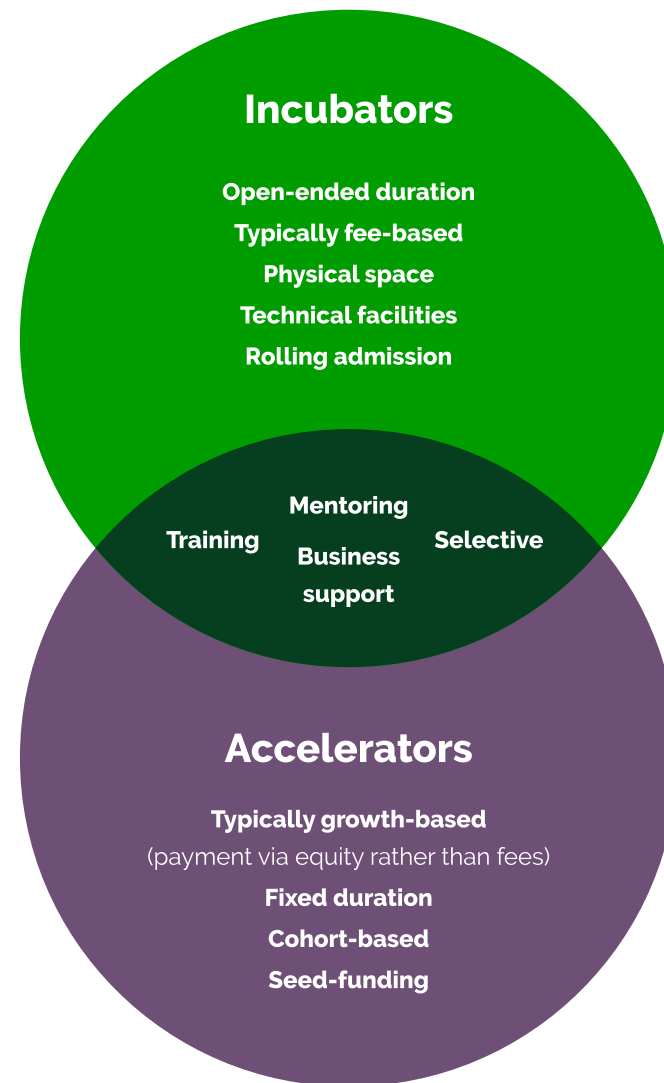 Incubators
Open-ended duration
Typically fee-based
Physical space
Technical facilities
Rolling admission
Mentoring
Training
Selective
Business
support
Accelerators
Typically growth-based
(payment via equity rather than fees)
Fixed duration
Cohort-based
Seed-funding